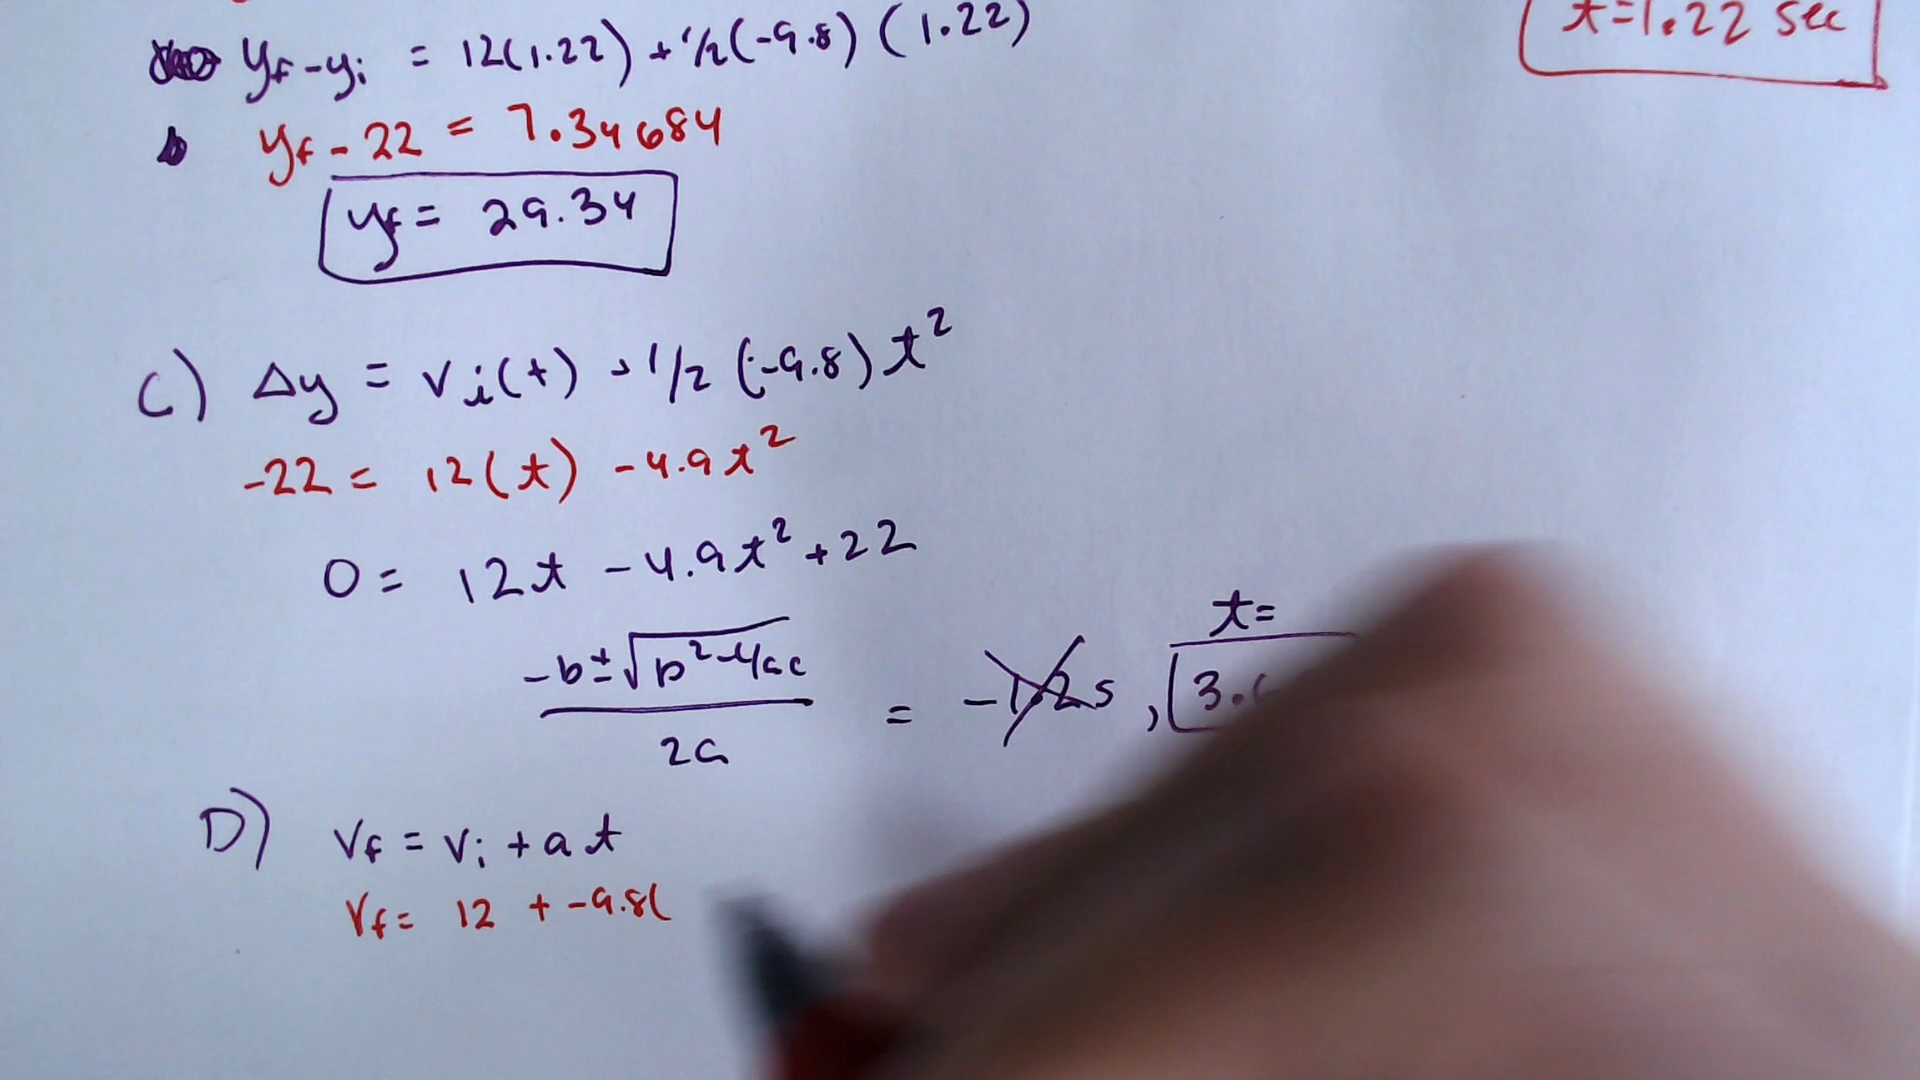 t=1.22 sec
yf-yi = 12(1.22) + 1/2(-9.8) (1.22)
b yf - 22 = 7.34684
yf = 29.34
C) Δy = vi(t) + 1/2 (-9.8) t²
-22 = 12(t) - 4.9t²
0 = 12t - 4.9t² + 22
t=
-b±√b²-4ac / 2a = -1.2s, 3.
D) Vf = Vi + at
Vf = 12 + -9.8(